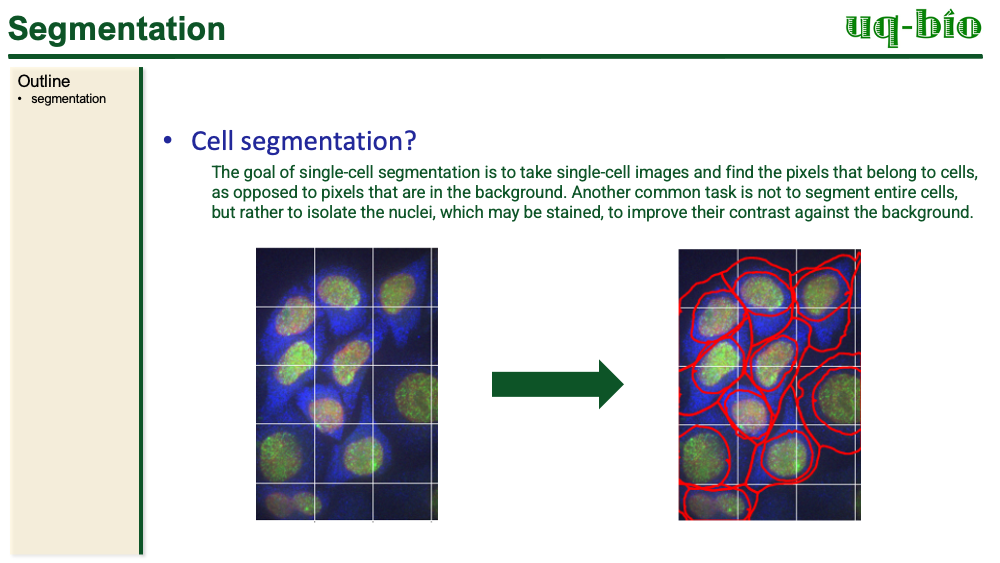 Segmentation
uq-bio
Outline
• segmentation
• Cell segmentation?
The goal of single-cell segmentation is to take single-cell images and find the pixels that belong to cells,
as opposed to pixels that are in the background. Another common task is not to segment entire cells,
but rather to isolate the nuclei, which may be stained, to improve their contrast against the background.